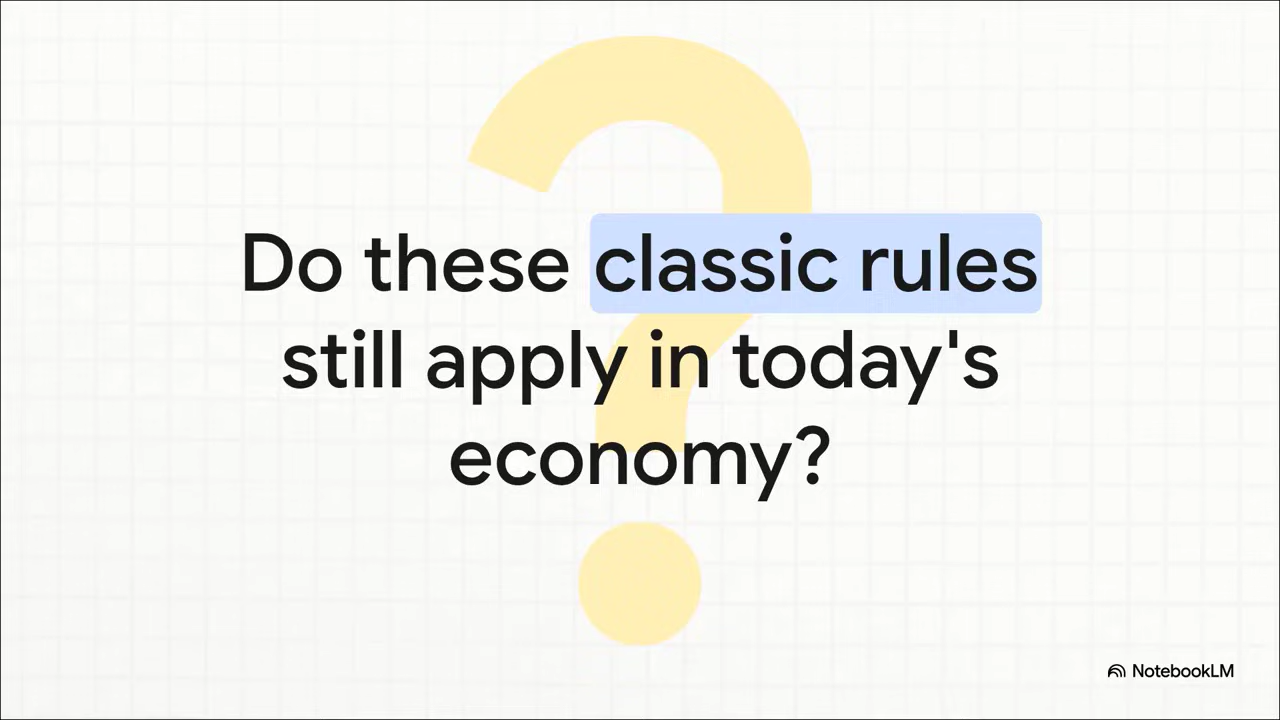 Do these classic rules
still apply in today's
economy?
NotebookLM